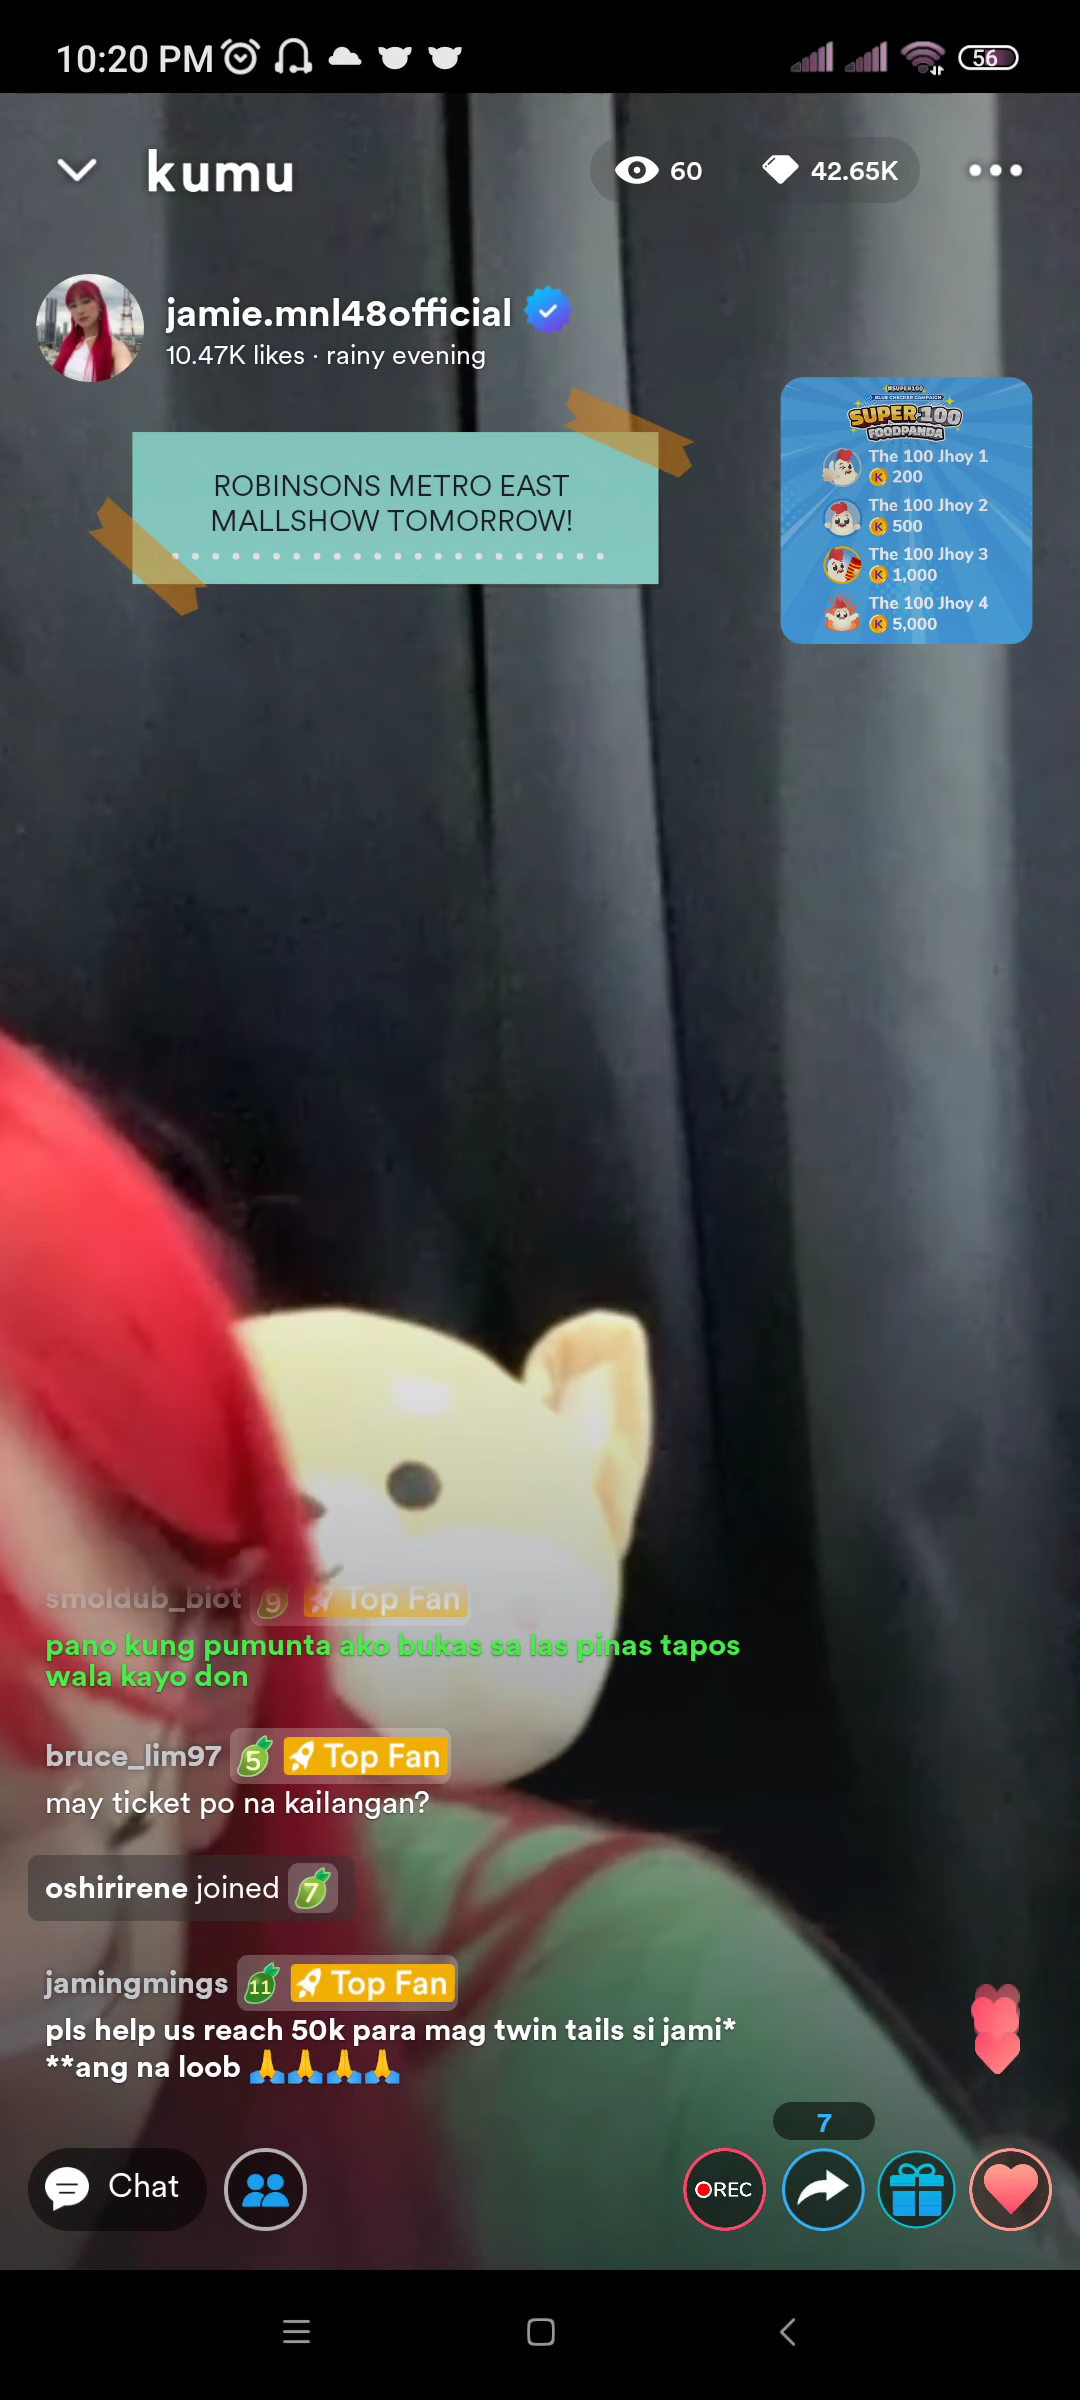 10:20 PM
56
kumu
60
42.65K
jamie.mnl48official
10.47K likes · rainy evening
ROBINSONS METRO EAST
MALLSHOW TOMORROW!
#SUPER100
BLUE CHECKER CAMPAIGN
SUPER 100
FOODPANDA
The 100 Jhoy 1
K 200
The 100 Jhoy 2
K 500
The 100 Jhoy 3
K 1,000
The 100 Jhoy 4
K 5,000
smoldub_biot 9 Top Fan
pano kung pumunta ako bukas sa las pinas tapos
wala kayo don
bruce_lim97 5 Top Fan
may ticket po na kailangan?
oshirirene joined 7
jamingmings 11 Top Fan
pls help us reach 50k para mag twin tails si jami*
**ang na loob 🙏🙏🙏🙏
7
Chat
REC